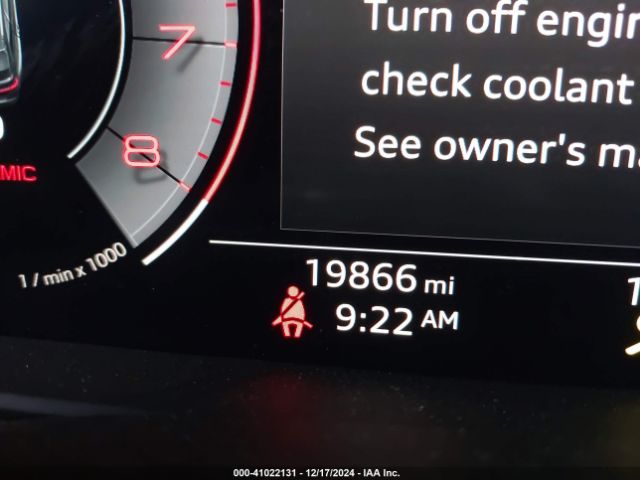 7
Turn off engin
check coolant
See owner's ma
8
MIC
1 / min x 1000
19866 mi
9:22 AM
000-41022131 - 12/17/2024 - IAA Inc.